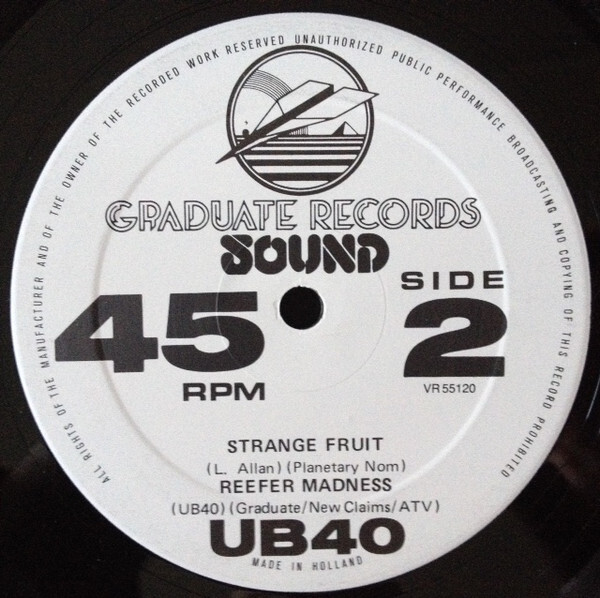 ALL RIGHTS OF THE MANUFACTURER AND OF THE OWNER OF THE RECORDED WORK RESERVED UNAUTHORIZED PUBLIC PERFORMANCE BROADCASTING AND COPYING OF THIS RECORD PROHIBITED
GRADUATE RECORDS
SOUND
45 RPM
SIDE 2
VR 55120
STRANGE FRUIT
(L. Allan) (Planetary Nom)
REEFER MADNESS
(UB40) (Graduate/New Claims/ATV)
UB40
MADE IN HOLLAND